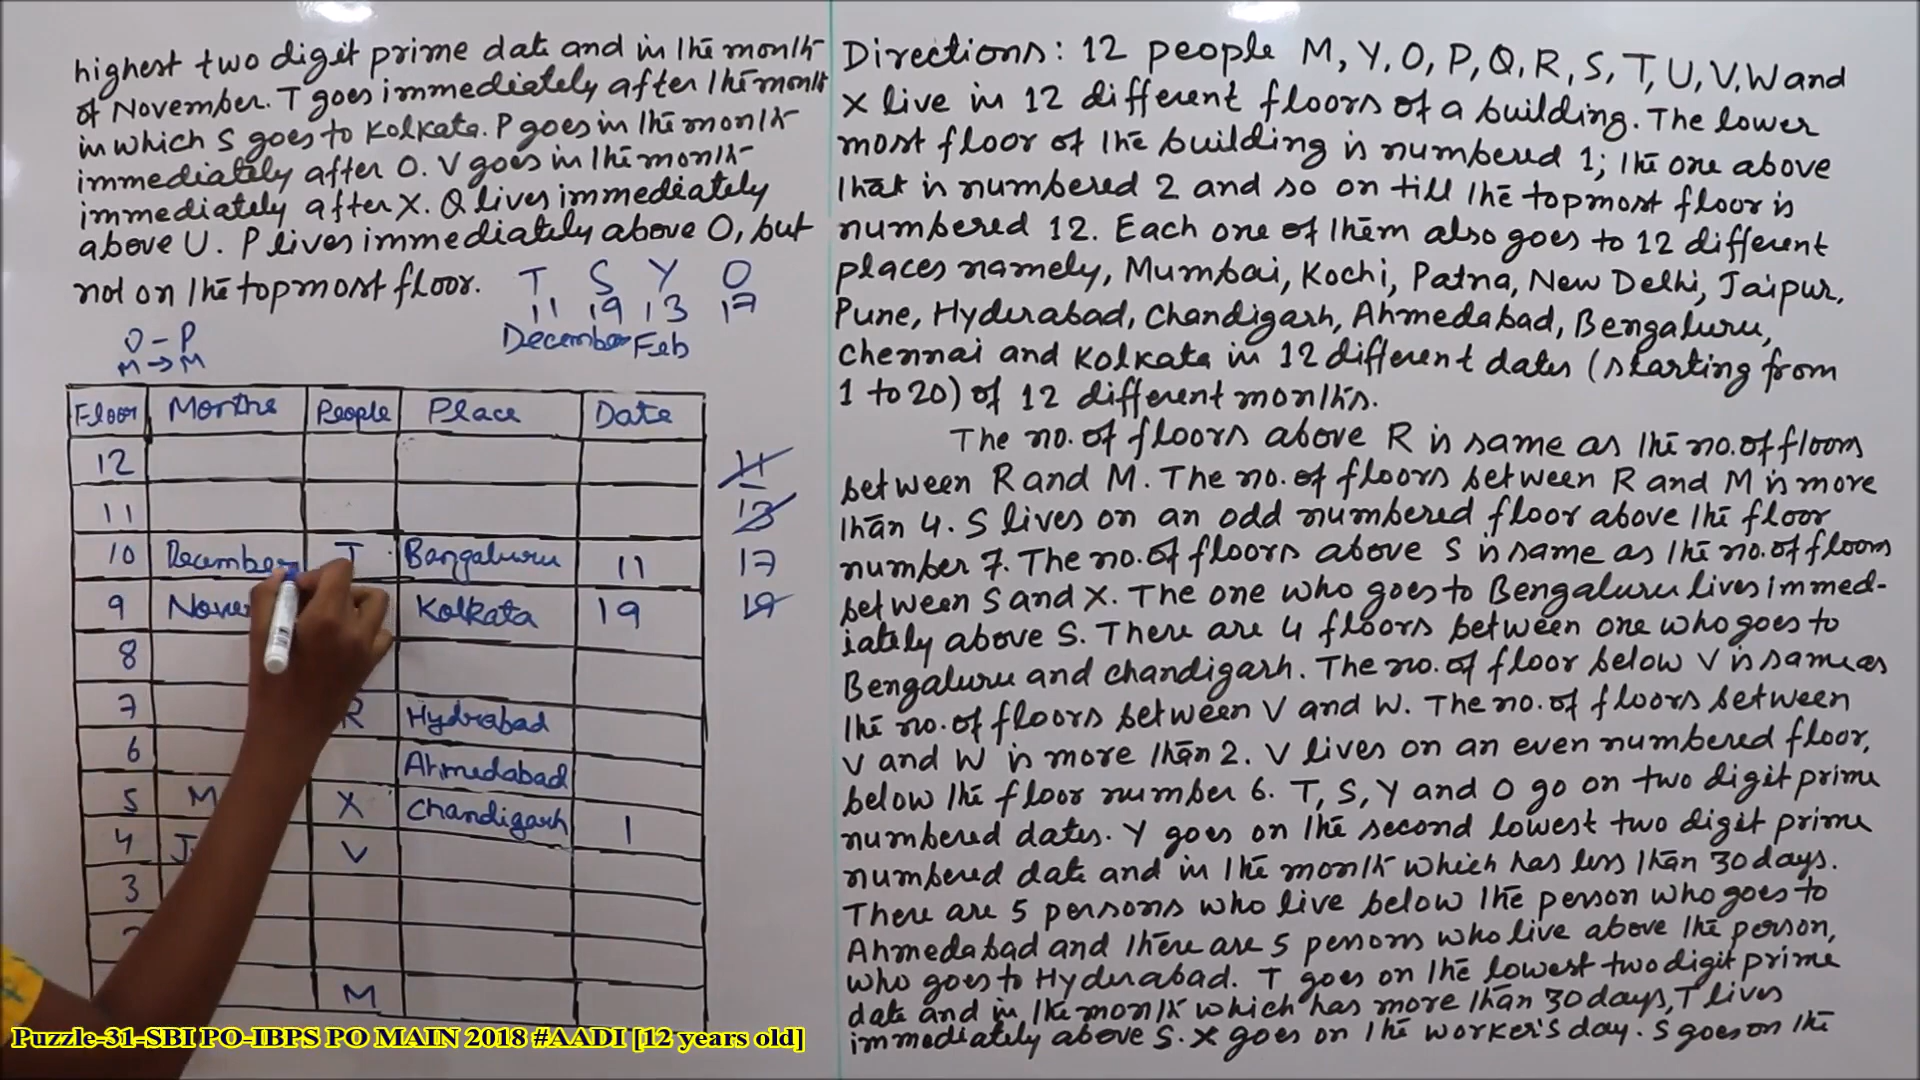 highest two digit prime date and in the month
of November. T goes immediately after the month
in which S goes to Kolkata. P goes in the month
immediately after O. V goes in the month
immediately after X. Q lives immediately
above U. P lives immediately above O, but
not on the topmost floor.
T S Y O
11 19 13 17
December Feb
O - P
M → M
Floor Months People Place Date
12
11
10 December T Bengaluru 11
9 Nove Kolkata 19
8
7 R Hydrabad
6 Ahmedabad
5 M X Chandigarh 1
4 J V
3
M
11
13
17
19
Directions: 12 people M, Y, O, P, Q, R, S, T, U, V, W and
X live in 12 different floors of a building. The lower
most floor of the building is numbered 1; the one above
that is numbered 2 and so on till the topmost floor is
numbered 12. Each one of them also goes to 12 different
places namely, Mumbai, Kochi, Patna, New Delhi, Jaipur,
Pune, Hyderabad, Chandigarh, Ahmedabad, Bengaluru,
Chennai and Kolkata in 12 different dates (starting from
1 to 20) of 12 different months.
The no. of floors above R is same as the no. of floors
between R and M. The no. of floors between R and M is more
than 4. S lives on an odd numbered floor above the floor
number 7. The no. of floors above S is same as the no. of floors
between S and X. The one who goes to Bengaluru lives immed-
iately above S. There are 4 floors between one who goes to
Bengaluru and Chandigarh. The no. of floor below V is same as
the no. of floors between V and W. The no. of floors between
V and W is more than 2. V lives on an even numbered floor,
below the floor number 6. T, S, Y and O go on two digit prime
numbered dates. Y goes on the second lowest two digit prime
numbered date and in the month which has less than 30 days.
There are 5 persons who live below the person who goes to
Ahmedabad and there are 5 persons who live above the person,
who goes to Hyderabad. T goes on the lowest two digit prime
date and in the month which has more than 30 days, T lives
immediately above S. X goes on the worker's day. S goes on the
Puzzle-31-SBI PO-IBPS PO MAIN 2018 #AADI [12 years old]